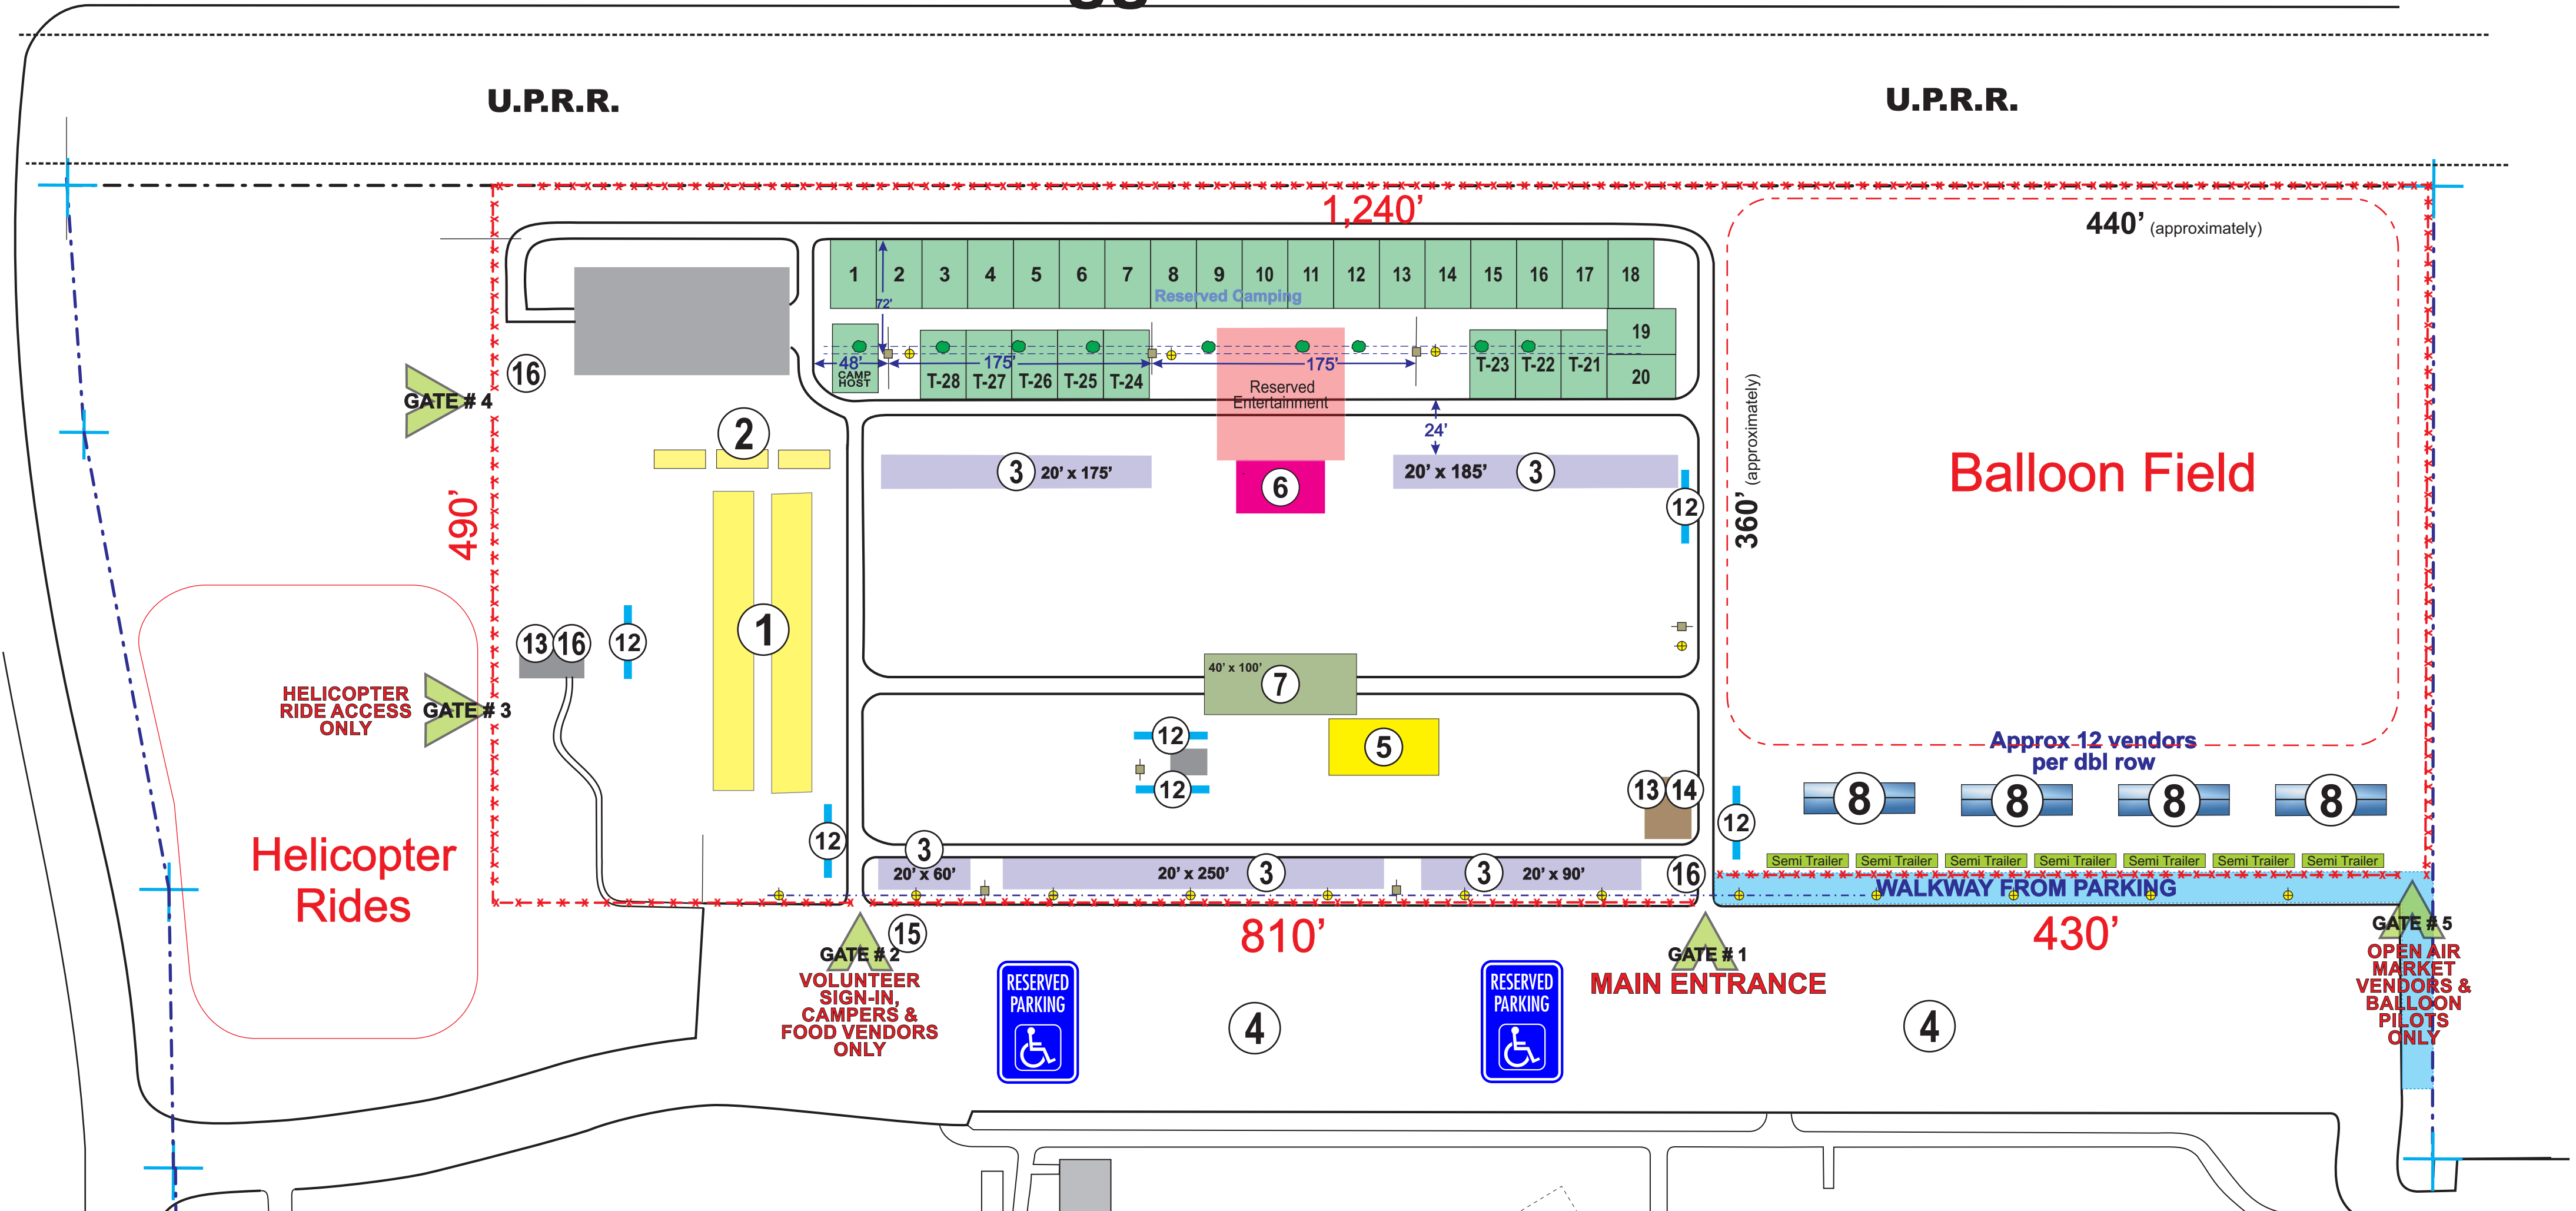 U.P.R.R.
U.P.R.R.
1,240’
440’ (approximately)
1 2 3 4 5 6 7 8 9 10 11 12 13 14 15 16 17 18
Reserved Camping
72'
19
48’
175’
175’
CAMP
HOST
T-28 T-27 T-26 T-25 T-24
T-23 T-22 T-21
20
Reserved
Entertainment
16
GATE # 4
24’
2
3 20’ x 175’
20’ x 185’ 3
6
12
490’
360’ (approximately)
Balloon Field
1
13 16 12
40’ x 100’
7
HELICOPTER
RIDE ACCESS
ONLY
GATE # 3
12
5
12
13 14
12
12
Approx 12 vendors
per dbl row
8 8 8 8
Semi Trailer Semi Trailer Semi Trailer Semi Trailer Semi Trailer Semi Trailer Semi Trailer
Helicopter
Rides
3
20’ x 60’
20’ x 250’ 3
3 20’ x 90’
16
WALKWAY FROM PARKING
15
810’
430’
GATE # 2
VOLUNTEER
SIGN-IN,
CAMPERS &
FOOD VENDORS
ONLY
RESERVED
PARKING
4
RESERVED
PARKING
GATE # 1
MAIN ENTRANCE
4
GATE # 5
OPEN AIR
MARKET
VENDORS &
BALLOON
PILOTS
ONLY